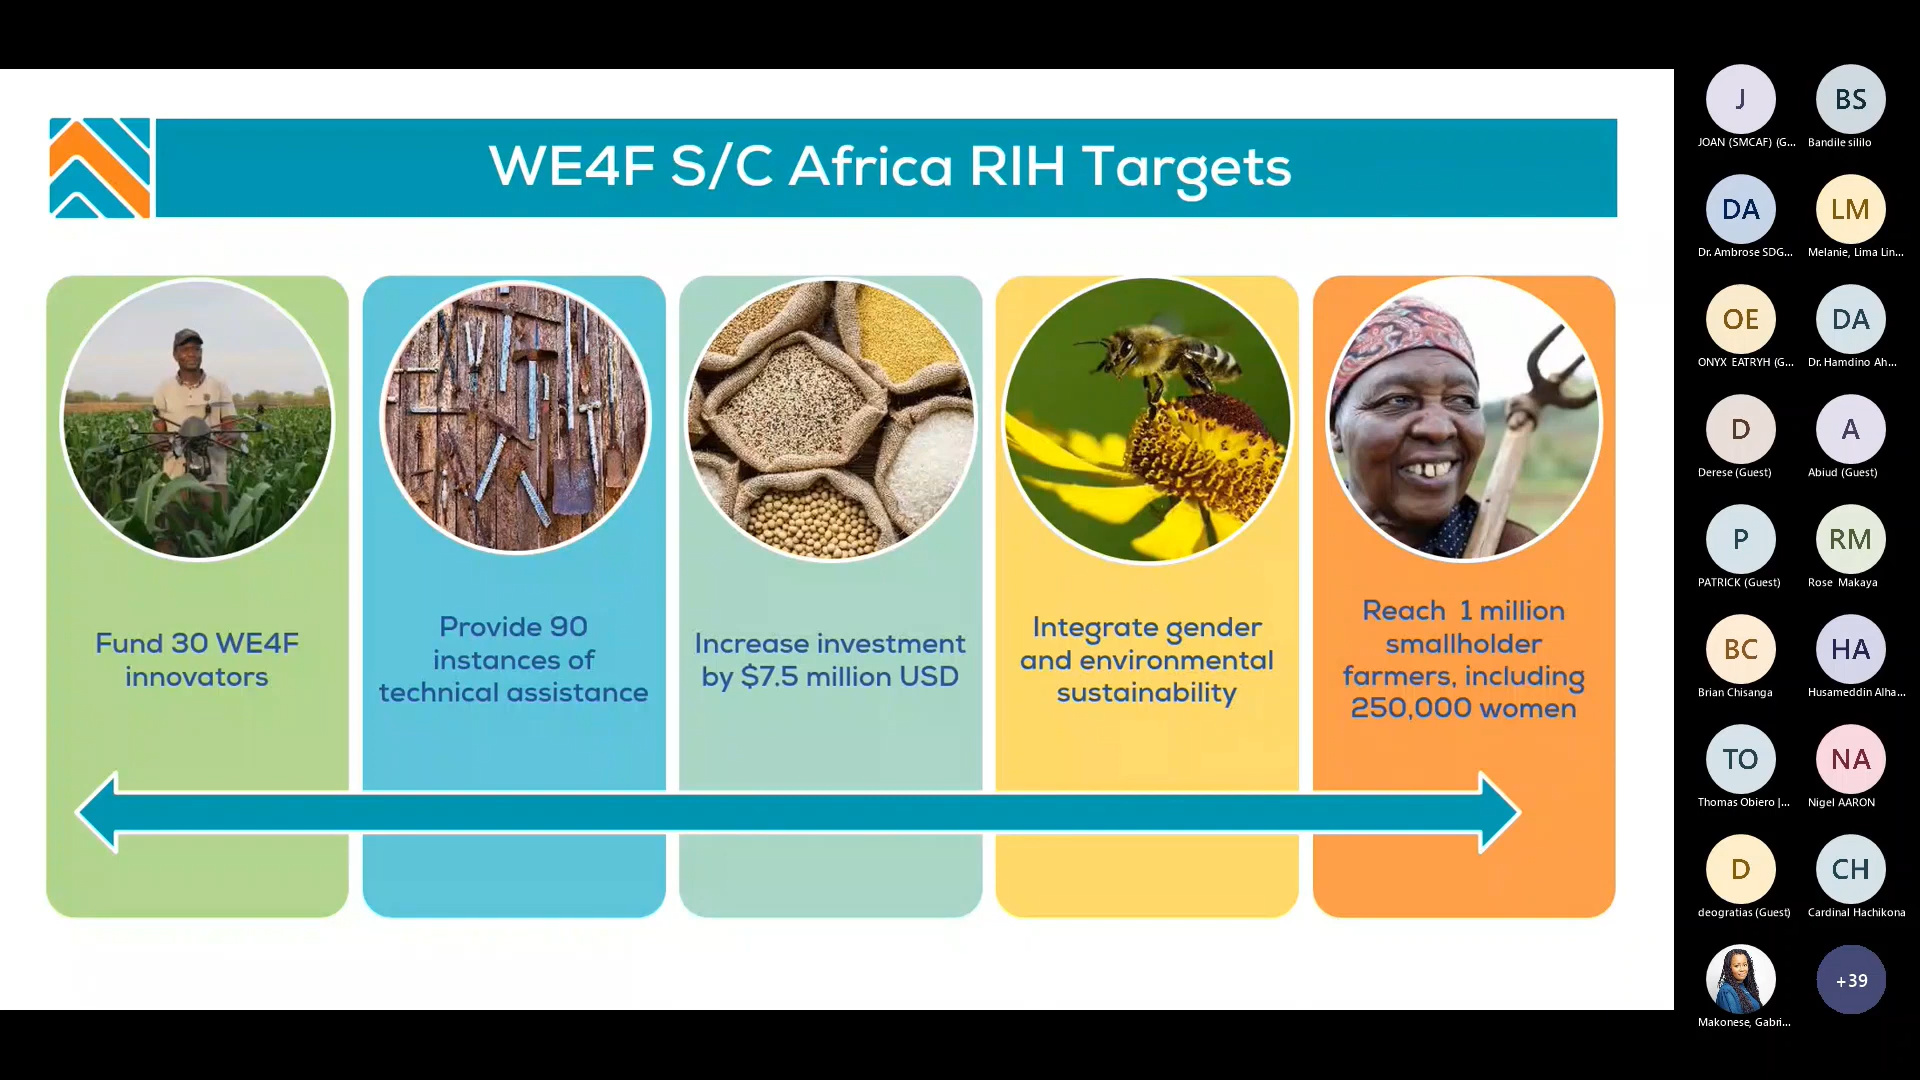 WE4F S/C Africa RIH Targets
Fund 30 WE4F
innovators
Provide 90
instances of
technical assistance
Increase investment
by $7.5 million USD
Integrate gender
and environmental
sustainability
Reach 1 million
smallholder
farmers, including
250,000 women
J
JOAN (SMCAF) (G...
BS
Bandile sililo
DA
Dr. Ambrose SDG...
LM
Melanie, Lima Lin...
OE
ONYX EATRYH (G...
DA
Dr. Hamdino Ah...
D
Derese (Guest)
A
Abiud (Guest)
P
PATRICK (Guest)
RM
Rose Makaya
BC
Brian Chisanga
HA
Husameddin Alha...
TO
Thomas Obiero |...
NA
Nigel AARON
D
deogratias (Guest)
CH
Cardinal Hachikona
Makonese, Gabri...
+39